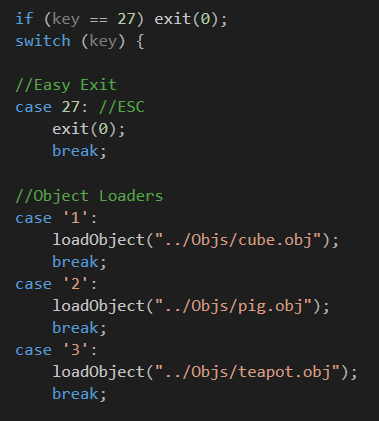 if (key == 27) exit(0);
switch (key) {
//Easy Exit
case 27: //ESC
exit(0);
break;
//Object Loaders
case '1':
loadObject("../Objs/cube.obj");
break;
case '2':
loadObject("../Objs/pig.obj");
break;
case '3':
loadObject("../Objs/teapot.obj");
break;